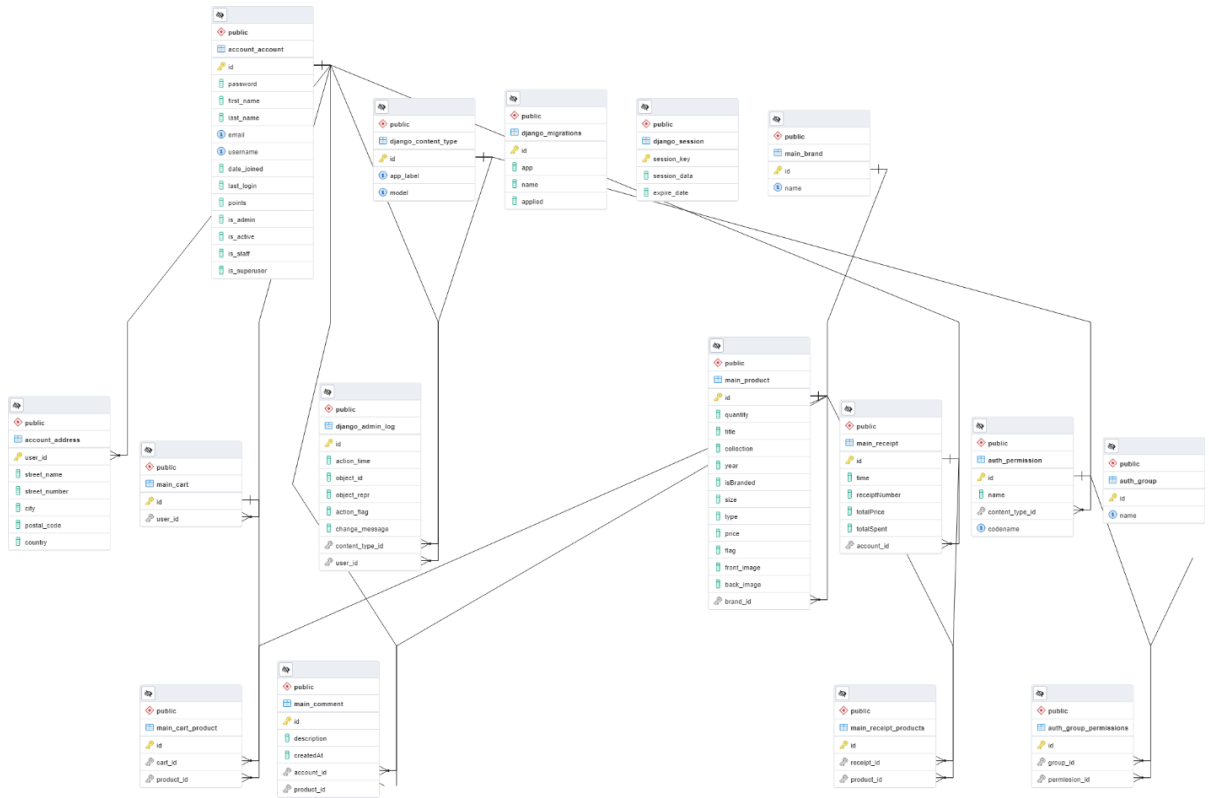 public
account_account
id
password
first_name
last_name
email
username
date_joined
last_login
points
is_admin
is_active
is_staff
is_superuser
public
django_content_type
id
app_label
model
public
django_migrations
id
app
name
applied
public
django_session
session_key
session_data
expire_date
public
main_brand
id
name
public
account_address
user_id
street_name
street_number
city
postal_code
country
public
main_cart
id
user_id
public
django_admin_log
id
action_time
object_id
object_repr
action_flag
change_message
content_type_id
user_id
public
main_product
id
quantity
title
collection
year
isBranded
size
type
price
flag
front_image
back_image
brand_id
public
main_receipt
id
time
receiptNumber
totalPrice
totalSpent
account_id
public
auth_permission
id
name
content_type_id
codename
public
auth_group
id
name
public
main_cart_product
id
cart_id
product_id
public
main_comment
id
description
createdAt
account_id
product_id
public
main_receipt_products
id
receipt_id
product_id
public
auth_group_permissions
id
group_id
permission_id